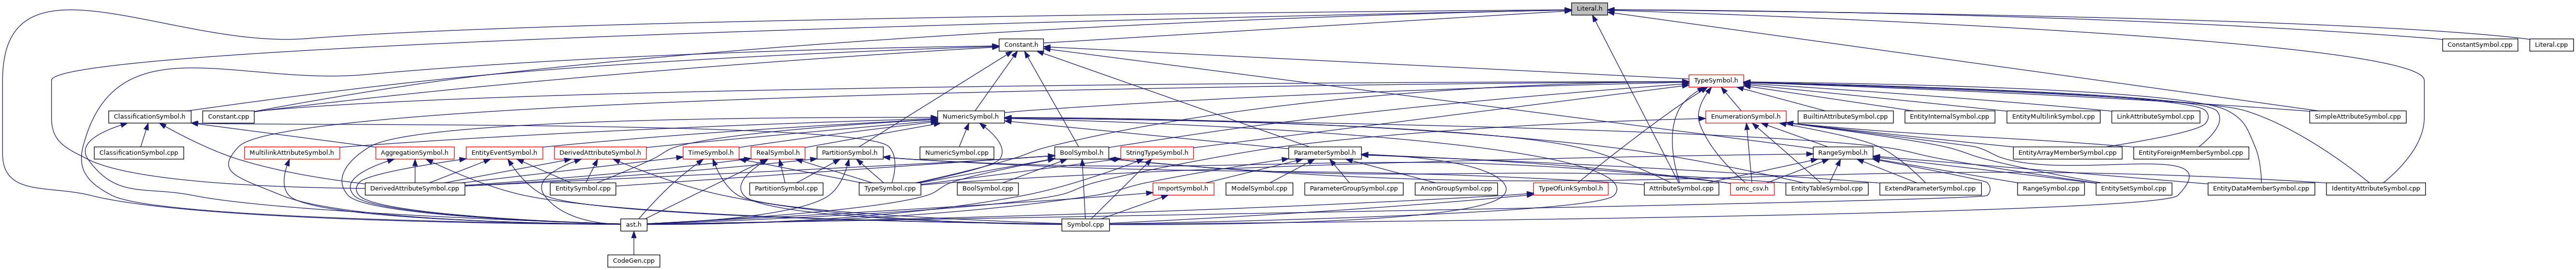 Literal.h
Constant.h
ConstantSymbol.cpp
Literal.cpp
TypeSymbol.h
ClassificationSymbol.h
Constant.cpp
NumericSymbol.h
EnumerationSymbol.h
BuiltInAttributeSymbol.cpp
EntityInternalSymbol.cpp
EntityMultilinkSymbol.cpp
LinkAttributeSymbol.cpp
SimpleAttributeSymbol.cpp
ClassificationSymbol.cpp
MultilinkAttributeSymbol.h
AggregationSymbol.h
EntityEventSymbol.h
DerivedAttributeSymbol.h
TimeSymbol.h
RealSymbol.h
PartitionSymbol.h
NumericSymbol.cpp
BoolSymbol.h
StringTypeSymbol.h
ParameterSymbol.h
RangeSymbol.h
EntityArrayMemberSymbol.cpp
EntityForeignMemberSymbol.cpp
DerivedAttributeSymbol.cpp
EntitySymbol.cpp
PartitionSymbol.cpp
TypeSymbol.cpp
BoolSymbol.cpp
ImportSymbol.h
ModelSymbol.cpp
ParameterGroupSymbol.cpp
AnonGroupSymbol.cpp
TypeOfLinkSymbol.h
AttributeSymbol.cpp
omc_csv.h
EntityTableSymbol.cpp
ExtendParameterSymbol.cpp
RangeSymbol.cpp
EntitySetSymbol.cpp
EntityDataMemberSymbol.cpp
IdentityAttributeSymbol.cpp
ast.h
Symbol.cpp
CodeGen.cpp